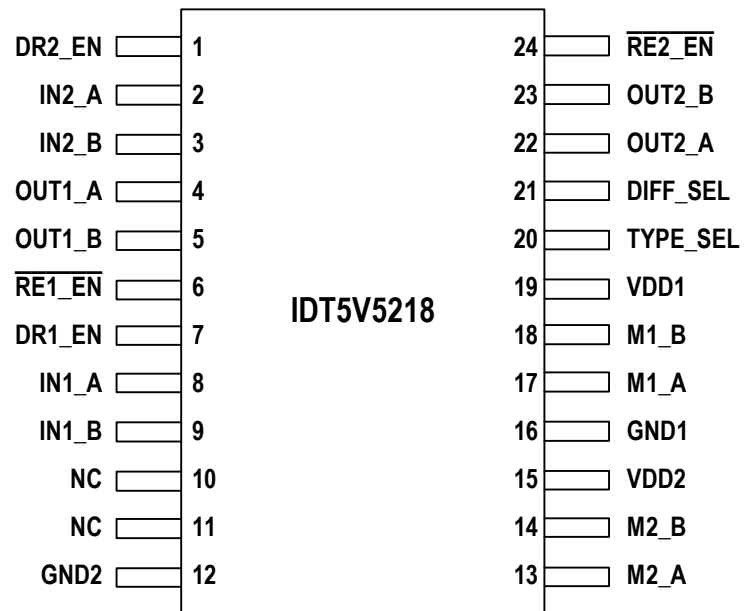 DR2_EN 1 24 RE2_EN
IN2_A 2 23 OUT2_B
IN2_B 3 22 OUT2_A
OUT1_A 4 21 DIFF_SEL
OUT1_B 5 20 TYPE_SEL
RE1_EN 6 19 VDD1
IDT5V5218
DR1_EN 7 18 M1_B
IN1_A 8 17 M1_A
IN1_B 9 16 GND1
NC 10 15 VDD2
NC 11 14 M2_B
GND2 12 13 M2_A